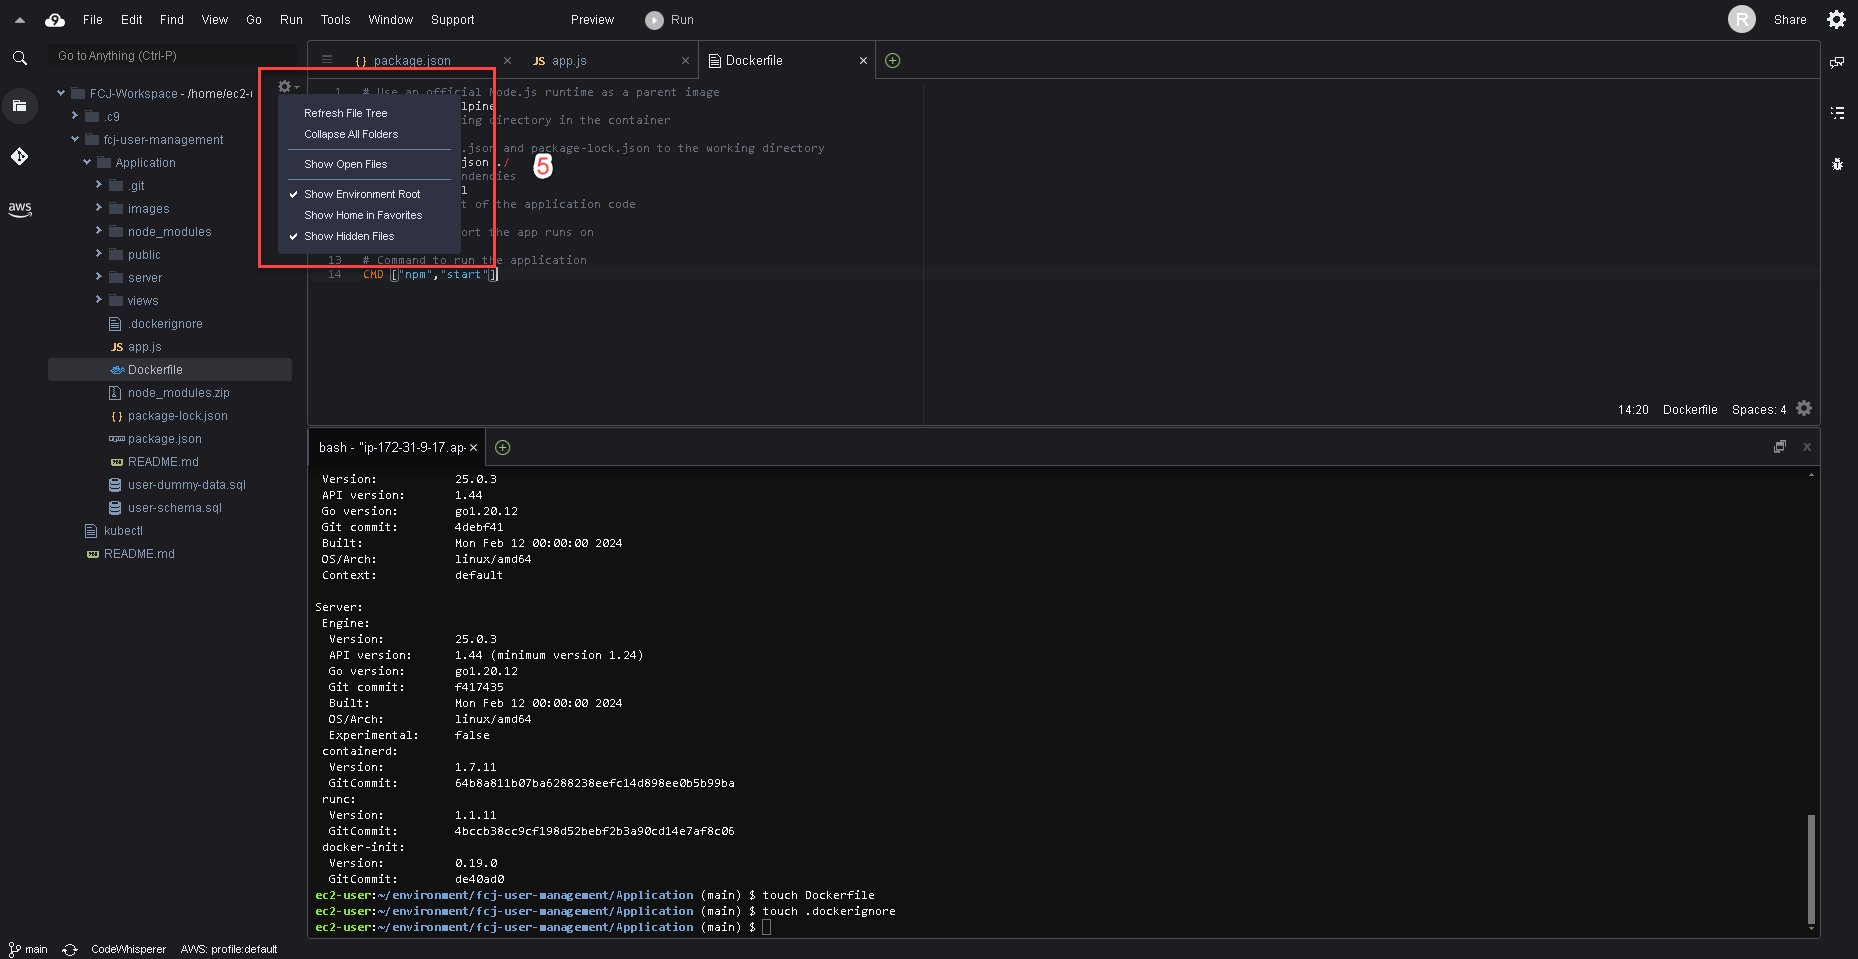 File Edit Find View Go Run Tools Window Support Preview Run R Share
Go to Anything (Ctrl-P)
{ } package.json
JS app.js
Dockerfile
FCJ-Workspace - /home/ec2-u
.c9
fcj-user-management
Application
.git
images
node_modules
public
server
views
.dockerignore
JS app.js
Dockerfile
node_modules.zip
{ } package-lock.json
package.json
README.md
user-dummy-data.sql
user-schema.sql
kubectl
README.md
aws
Refresh File Tree
Collapse All Folders
Show Open Files
Show Environment Root
Show Home in Favorites
Show Hidden Files
5
1 # Use an official Node.js runtime as a parent image
lpine
ing directory in the container
.json and package-lock.json to the working directory
json ./
ndencies
l
t of the application code
ort the app runs on
13 # Command to run the application
14 CMD ["npm","start"]
14:20 Dockerfile Spaces: 4
bash - "ip-172-31-9-17.ap-
Version: 25.0.3
API version: 1.44
Go version: go1.20.12
Git commit: 4debf41
Built: Mon Feb 12 00:00:00 2024
OS/Arch: linux/amd64
Context: default
Server:
Engine:
Version: 25.0.3
API version: 1.44 (minimum version 1.24)
Go version: go1.20.12
Git commit: f417435
Built: Mon Feb 12 00:00:00 2024
OS/Arch: linux/amd64
Experimental: false
containerd:
Version: 1.7.11
GitCommit: 64b8a811b07ba6288238eefc14d898ee0b5b99ba
runc:
Version: 1.1.11
GitCommit: 4bccb38cc9cf198d52bebf2b3a90cd14e7af8c06
docker-init:
Version: 0.19.0
GitCommit: de40ad0
ec2-user:~/environment/fcj-user-management/Application (main) $ touch Dockerfile
ec2-user:~/environment/fcj-user-management/Application (main) $ touch .dockerignore
ec2-user:~/environment/fcj-user-management/Application (main) $
main CodeWhisperer AWS: profile:default